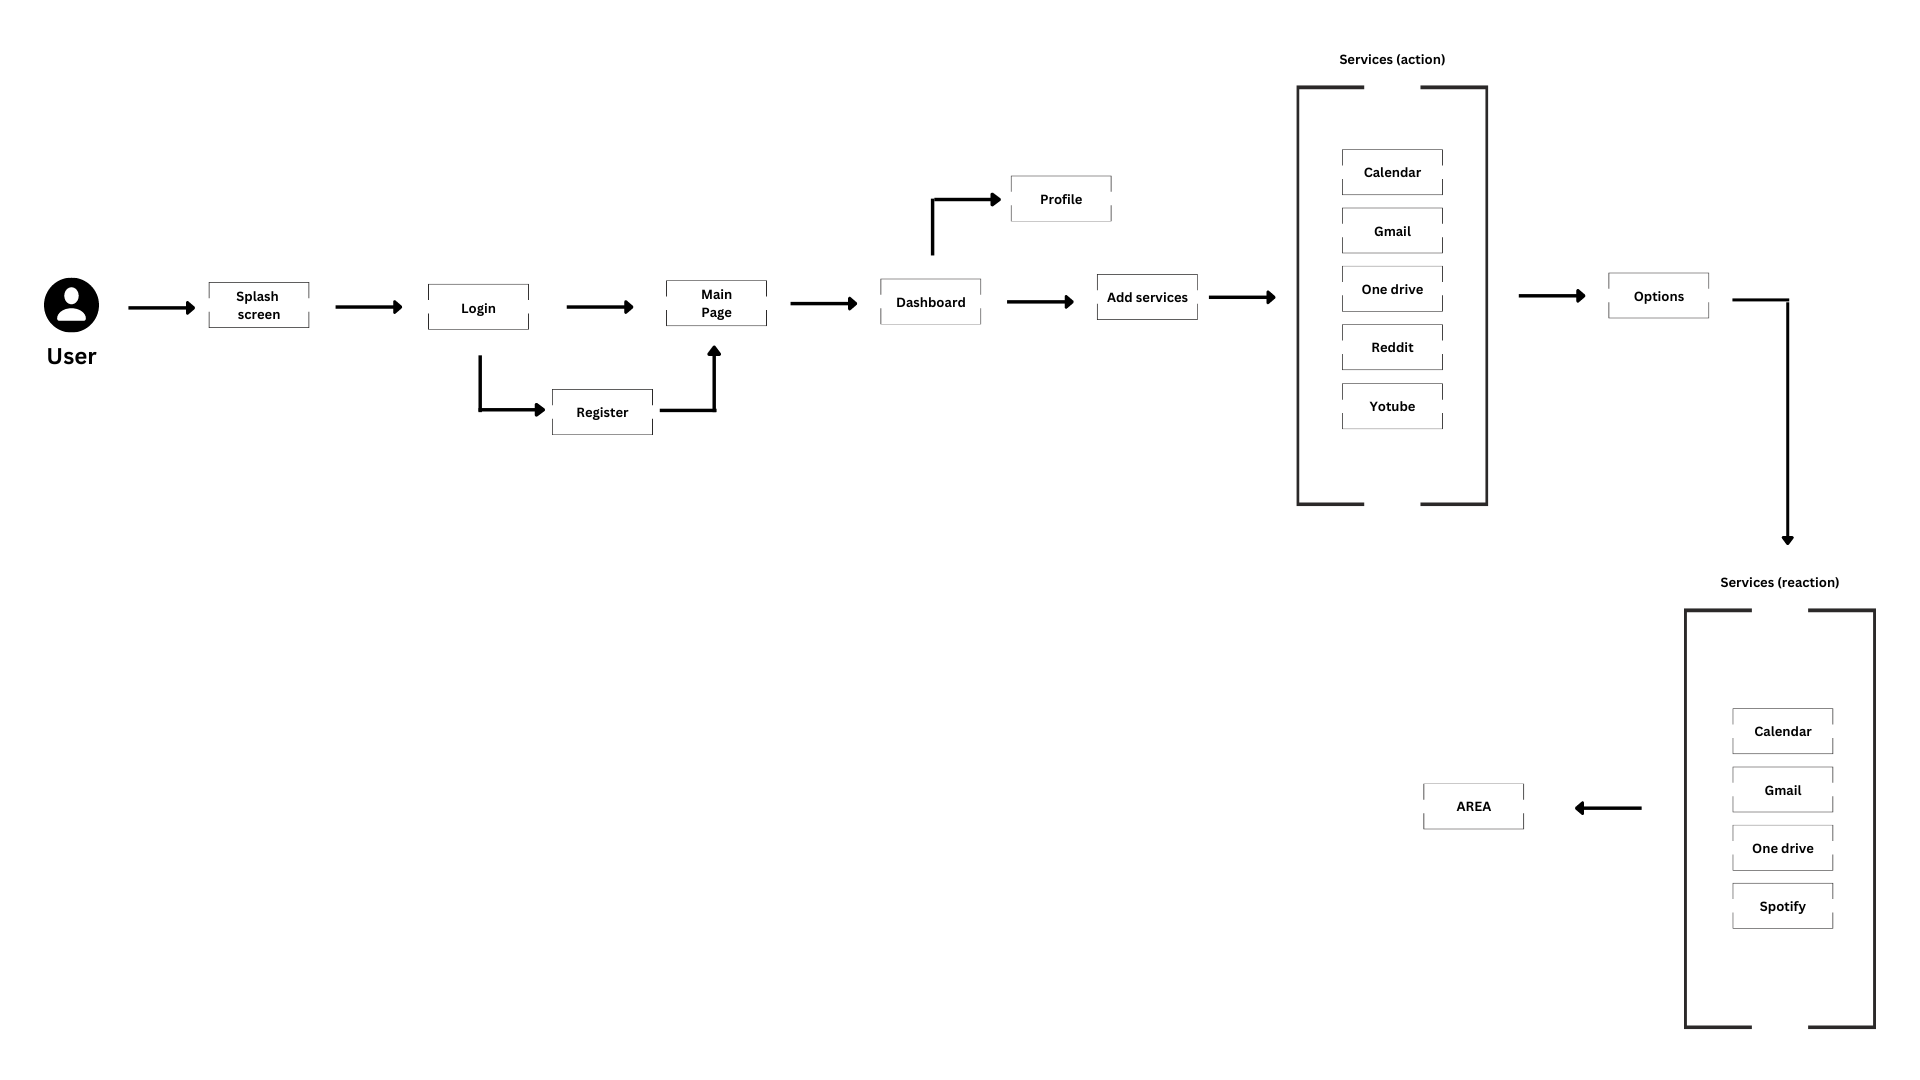 User
Splash
screen
Login
Register
Main
Page
Dashboard
Profile
Add services
Services (action)
Calendar
Gmail
One drive
Reddit
Yotube
Options
Services (reaction)
Calendar
Gmail
One drive
Spotify
AREA